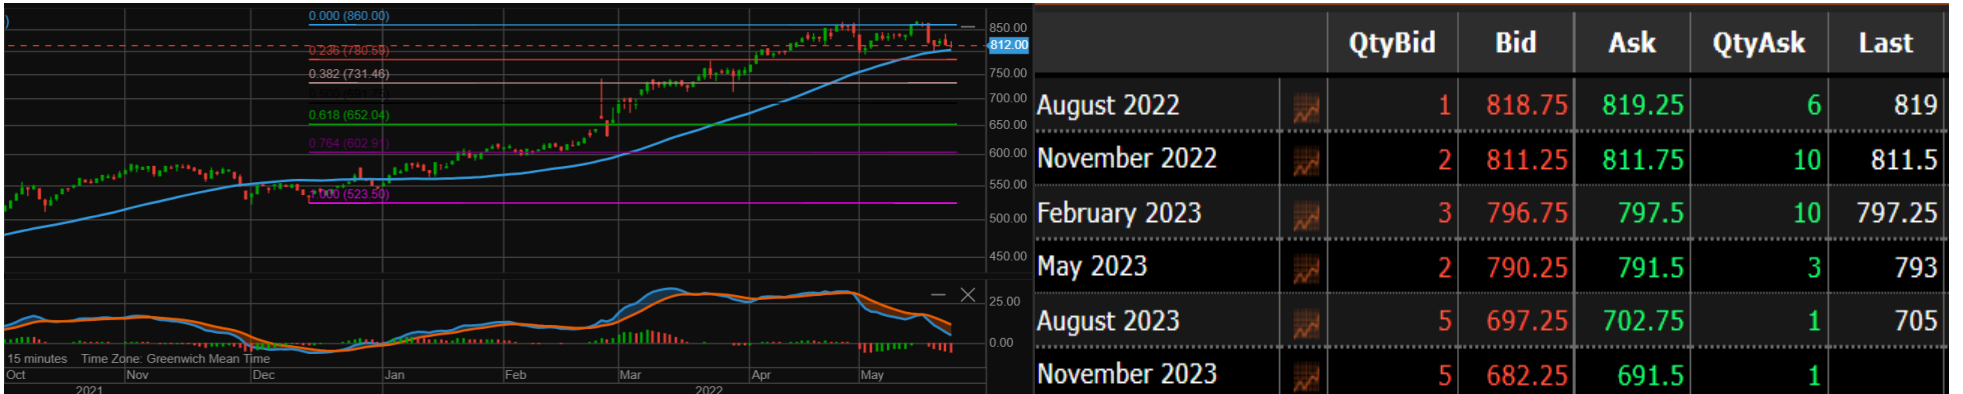 )
0.000 (860.00)
0.236 (780.59)
0.382 (731.46)
0.500 (691.75)
0.618 (652.04)
0.764 (602.91)
1.000 (523.50)
850.00
812.00
750.00
700.00
650.00
600.00
550.00
500.00
450.00
25.00
0.00
15 minutes Time Zone: Greenwich Mean Time
Oct Nov Dec Jan Feb Mar Apr May
2021 2022
QtyBid Bid Ask QtyAsk Last
August 2022 1 818.75 819.25 6 819
November 2022 2 811.25 811.75 10 811.5
February 2023 3 796.75 797.5 10 797.25
May 2023 2 790.25 791.5 3 793
August 2023 5 697.25 702.75 1 705
November 2023 5 682.25 691.5 1